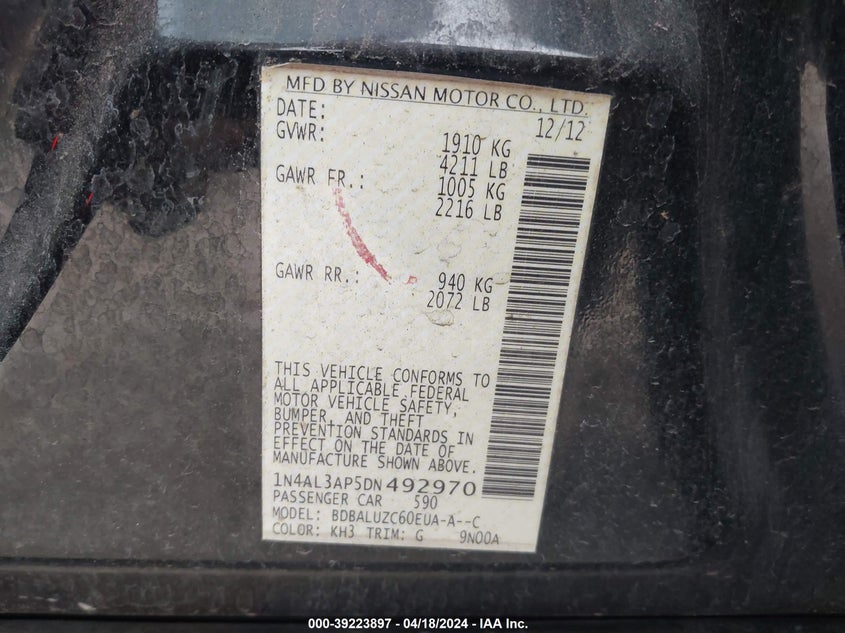 MFD BY NISSAN MOTOR CO., LTD.
DATE: 12/12
GVWR: 1910 KG
4211 LB
GAWR FR.: 1005 KG
2216 LB
GAWR RR.: 940 KG
2072 LB
THIS VEHICLE CONFORMS TO
ALL APPLICABLE FEDERAL
MOTOR VEHICLE SAFETY,
BUMPER, AND THEFT
PREVENTION STANDARDS IN
EFFECT ON THE DATE OF
MANUFACTURE SHOWN ABOVE.
1N4AL3AP5DN492970
PASSENGER CAR 590
MODEL: BDBALUZC60EUA-A--C
COLOR: KH3 TRIM: G 9N00A
000-39223897 - 04/18/2024 - IAA Inc.